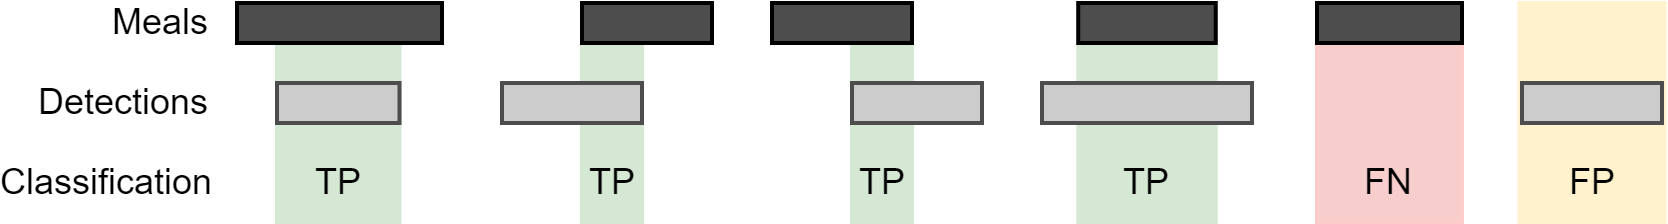 Meals
Detections
Classification TP TP TP TP FN FP